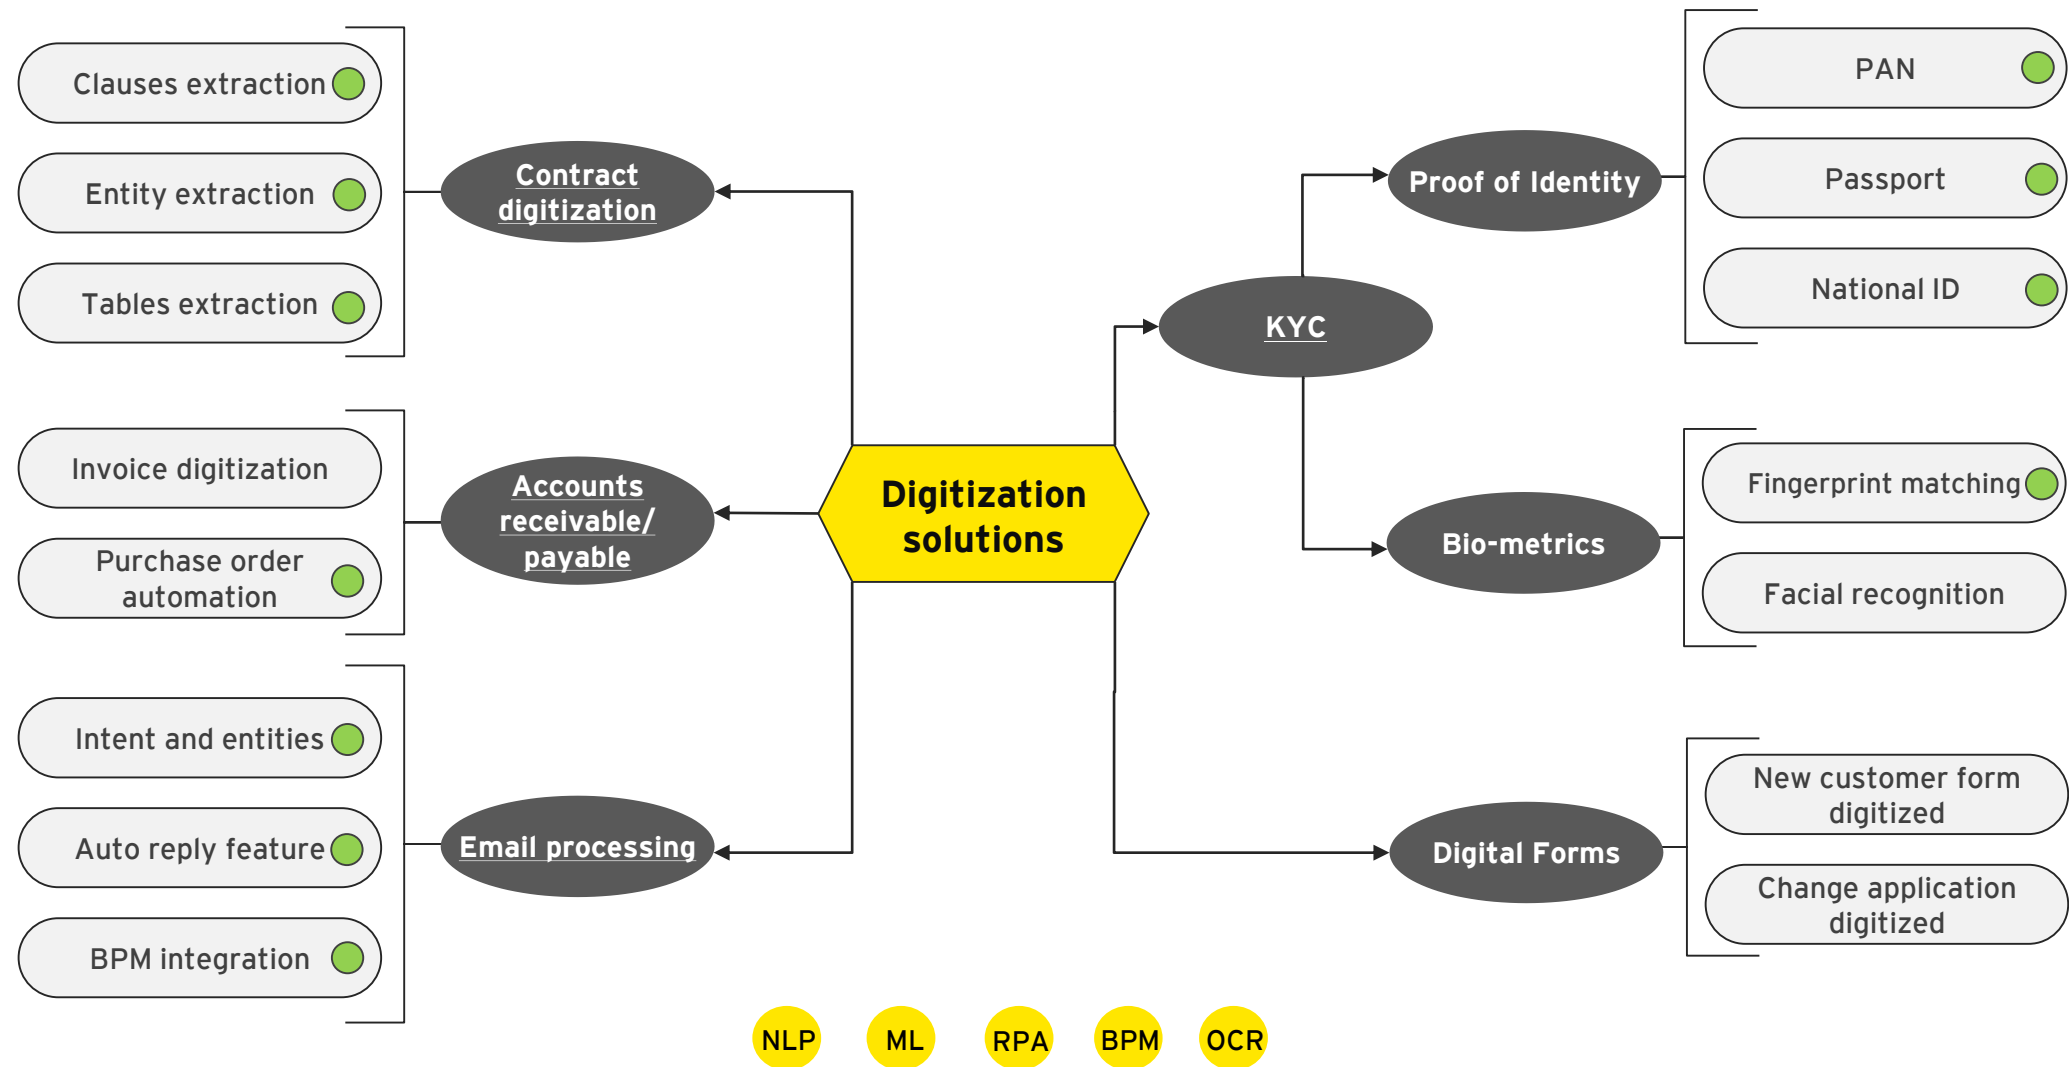 Clauses extraction
Entity extraction
Tables extraction
Contract
digitization
Invoice digitization
Purchase order
automation
Accounts
receivable/
payable
Intent and entities
Auto reply feature
BPM integration
Email processing
Digitization
solutions
KYC
Proof of Identity
PAN
Passport
National ID
Bio-metrics
Fingerprint matching
Facial recognition
Digital Forms
New customer form
digitized
Change application
digitized
NLP
ML
RPA
BPM
OCR